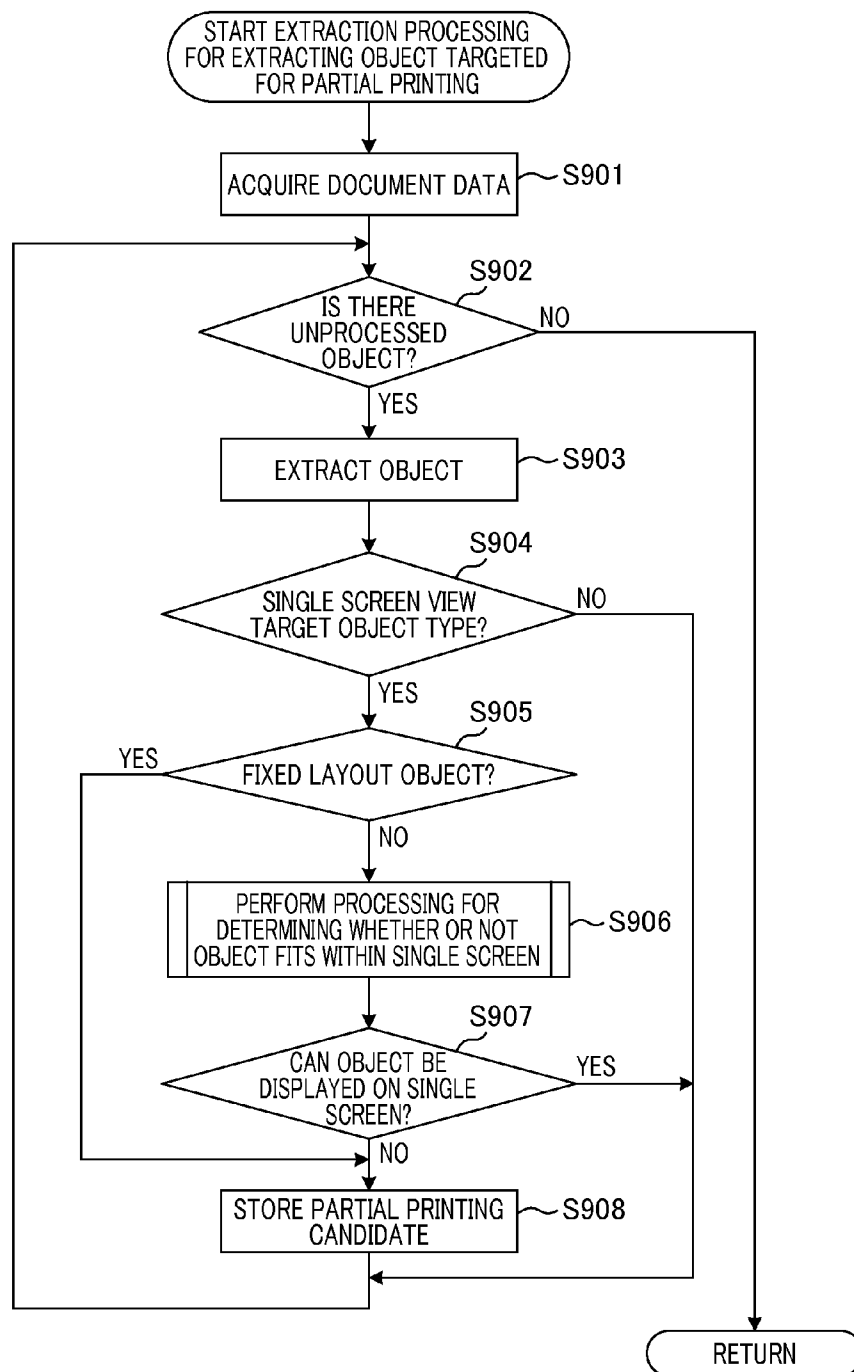 START EXTRACTION PROCESSING
FOR EXTRACTING OBJECT TARGETED
FOR PARTIAL PRINTING
ACQUIRE DOCUMENT DATA
S901
S902
IS THERE
UNPROCESSED
OBJECT?
NO
YES
EXTRACT OBJECT
S903
S904
SINGLE SCREEN VIEW
TARGET OBJECT TYPE?
NO
YES
S905
YES
FIXED LAYOUT OBJECT?
NO
PERFORM PROCESSING FOR
DETERMINING WHETHER OR NOT
OBJECT FITS WITHIN SINGLE SCREEN
S906
S907
CAN OBJECT BE
DISPLAYED ON SINGLE
SCREEN?
YES
NO
STORE PARTIAL PRINTING
CANDIDATE
S908
RETURN